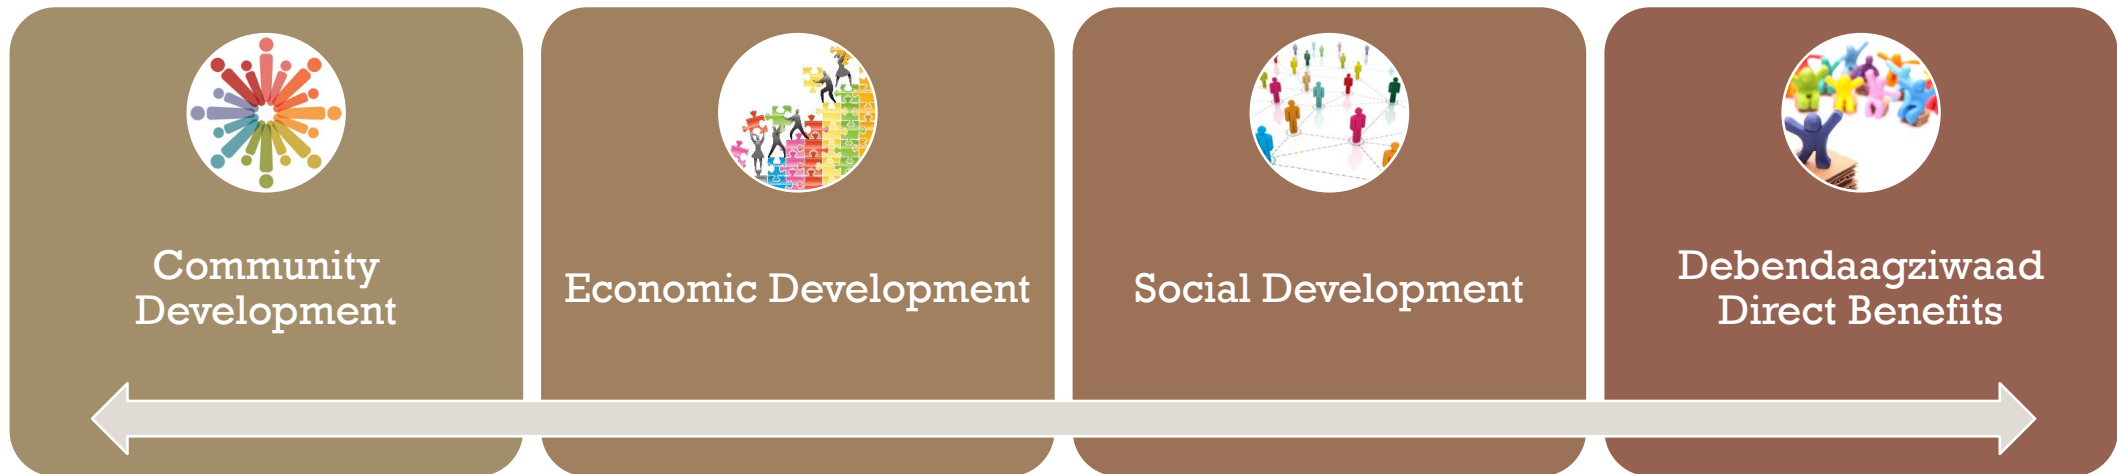 Community
Development
Economic Development
Social Development
Debendaagziwaad
Direct Benefits